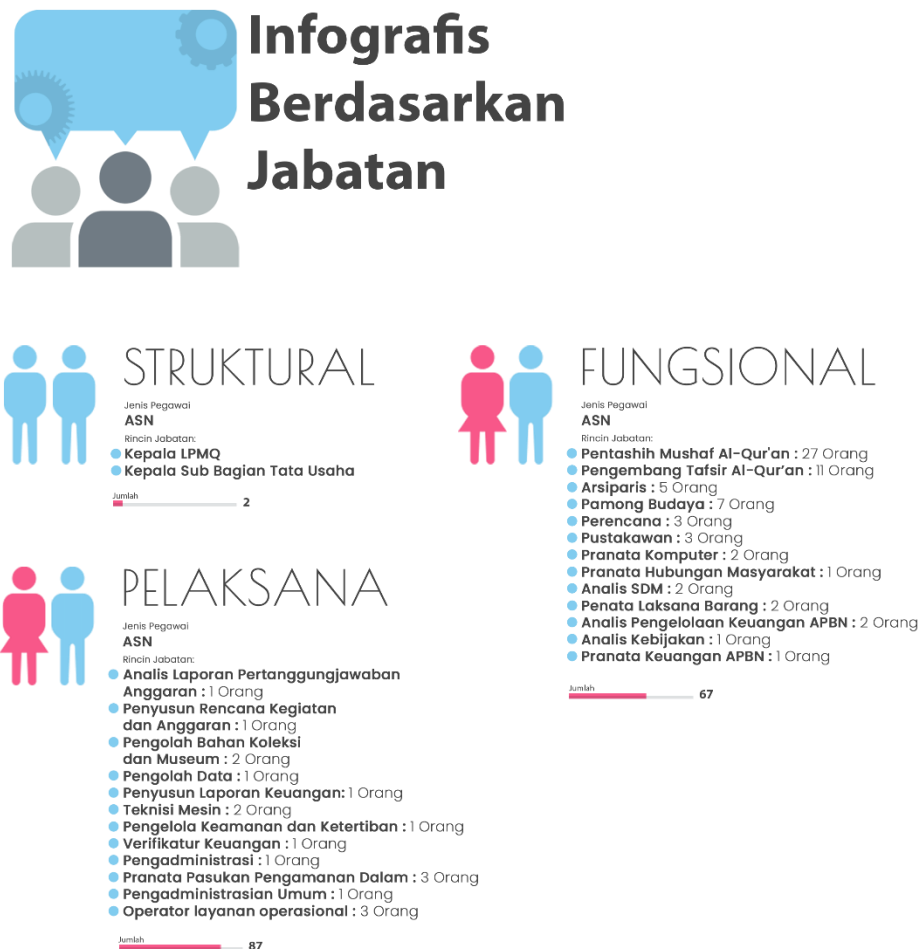 Infografis
Berdasarkan
Jabatan
STRUKTURAL
Jenis Pegawai
ASN
Rincin Jabatan:
Kepala LPMQ
Kepala Sub Bagian Tata Usaha
Jumlah
2
FUNGSIONAL
Jenis Pegawai
ASN
Rincin Jabatan:
Pentashih Mushaf Al-Qur'an : 27 Orang
Pengembang Tafsir Al-Qur’an : 11 Orang
Arsiparis : 5 Orang
Pamong Budaya : 7 Orang
Perencana : 3 Orang
Pustakawan : 3 Orang
Pranata Komputer : 2 Orang
Pranata Hubungan Masyarakat : 1 Orang
Analis SDM : 2 Orang
Penata Laksana Barang : 2 Orang
Analis Pengelolaan Keuangan APBN : 2 Orang
Analis Kebijakan : 1 Orang
Pranata Keuangan APBN : 1 Orang
Jumlah
67
PELAKSANA
Jenis Pegawai
ASN
Rincin Jabatan:
Analis Laporan Pertanggungjawaban
Anggaran : 1 Orang
Penyusun Rencana Kegiatan
dan Anggaran : 1 Orang
Pengolah Bahan Koleksi
dan Museum : 2 Orang
Pengolah Data : 1 Orang
Penyusun Laporan Keuangan: 1 Orang
Teknisi Mesin : 2 Orang
Pengelola Keamanan dan Ketertiban : 1 Orang
Verifikatur Keuangan : 1 Orang
Pengadministrasi : 1 Orang
Pranata Pasukan Pengamanan Dalam : 3 Orang
Pengadministrasian Umum : 1 Orang
Operator layanan operasional : 3 Orang
Jumlah
87